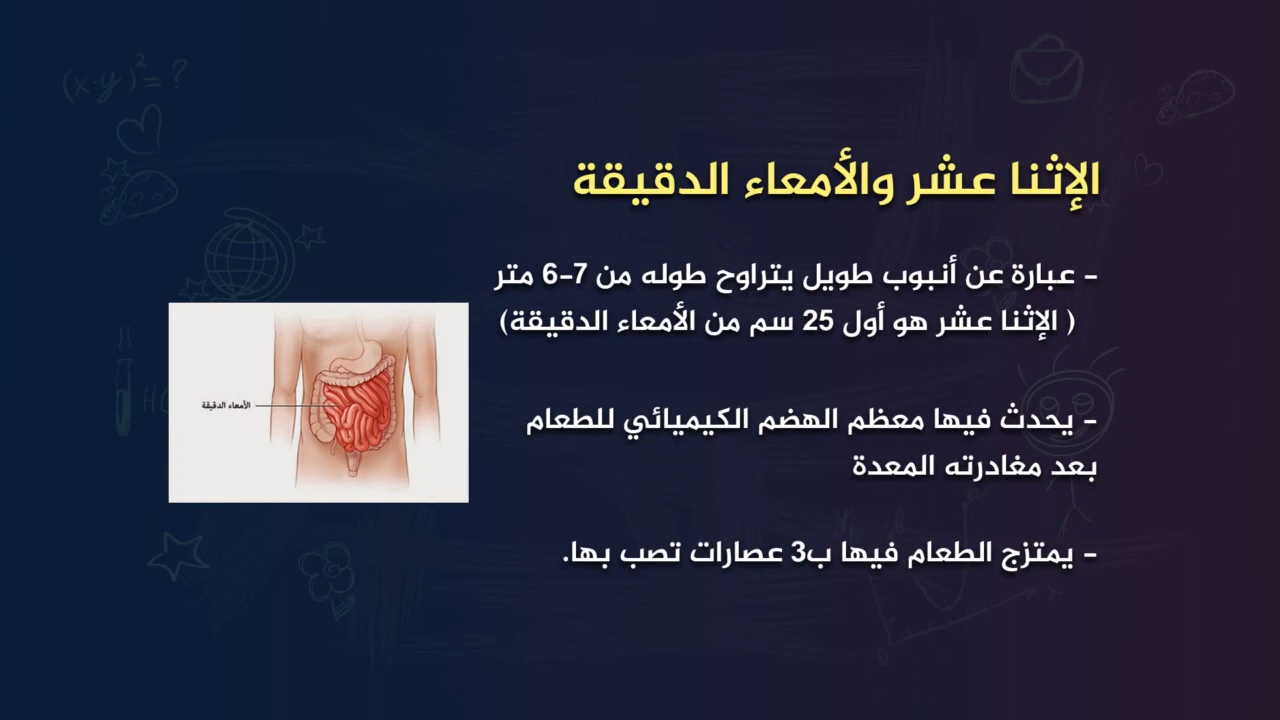 الإثنا عشر والأمعاء الدقيقة
- عبارة عن أنبوب طويل يتراوح طوله من 7-6 متر
( الإثنا عشر هو أول 25 سم من الأمعاء الدقيقة)
- يحدث فيها معظم الهضم الكيميائي للطعام
بعد مغادرته المعدة
- يمتزج الطعام فيها ب3 عصارات تصب بها.
الأمعاء الدقيقة
(x-y)²= ?